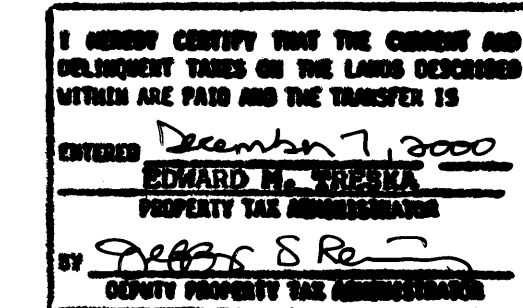 I HEREBY CERTIFY THAT THE CURRENT AND
DELINQUENT TAXES ON THE LANDS DESCRIBED
WITHIN ARE PAID AND THE TRANSFER IS
ENTERED December 7, 2000
EDWARD M. TRESKA
PROPERTY TAX ADMINISTRATOR
BY
DEPUTY PROPERTY TAX ADMINISTRATOR